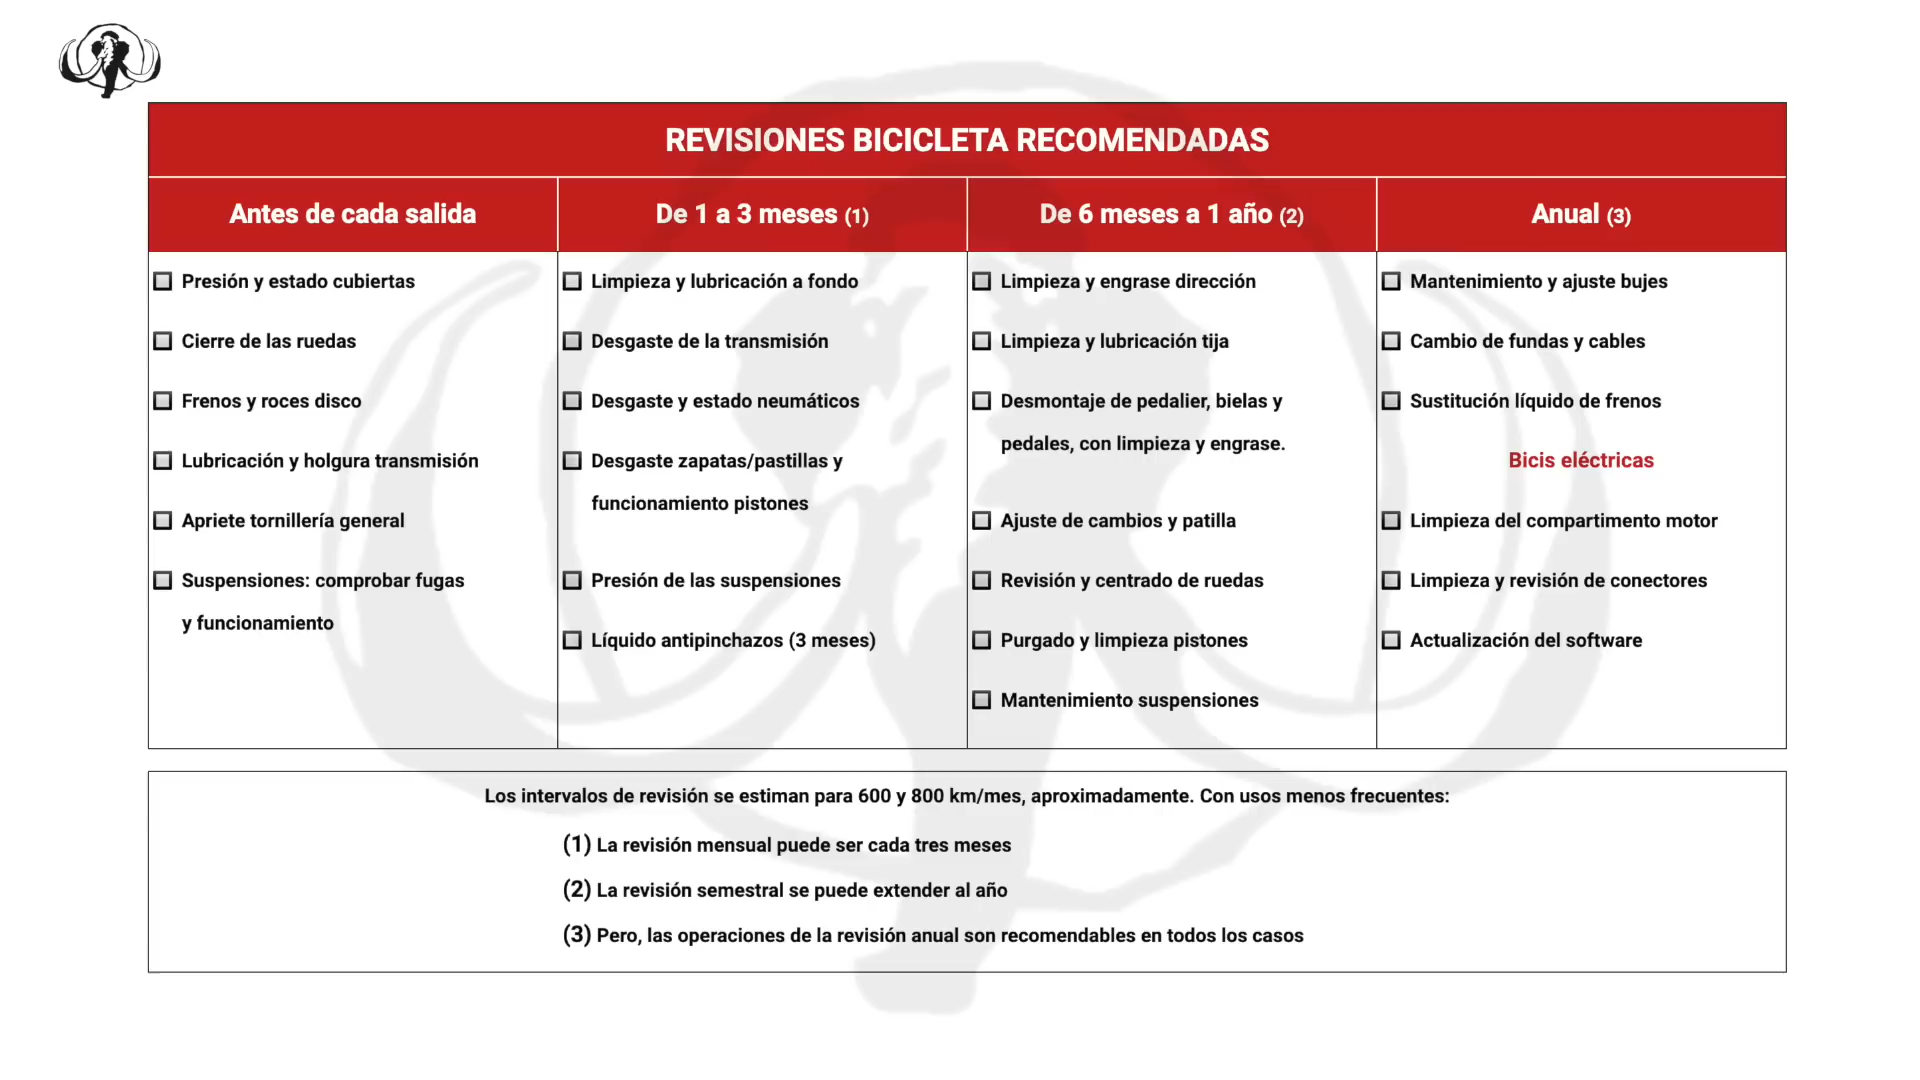 REVISIONES BICICLETA RECOMENDADAS
Antes de cada salida
Presión y estado cubiertas
Cierre de las ruedas
Frenos y roces disco
Lubricación y holgura transmisión
Apriete tornillería general
Suspensiones: comprobar fugas
y funcionamiento
De 1 a 3 meses (1)
Limpieza y lubricación a fondo
Desgaste de la transmisión
Desgaste y estado neumáticos
Desgaste zapatas/pastillas y
funcionamiento pistones
Presión de las suspensiones
Líquido antipinchazos (3 meses)
De 6 meses a 1 año (2)
Limpieza y engrase dirección
Limpieza y lubricación tija
Desmontaje de pedalier, bielas y
pedales, con limpieza y engrase.
Ajuste de cambios y patilla
Revisión y centrado de ruedas
Purgado y limpieza pistones
Mantenimiento suspensiones
Anual (3)
Mantenimiento y ajuste bujes
Cambio de fundas y cables
Sustitución líquido de frenos
Bicis eléctricas
Limpieza del compartimento motor
Limpieza y revisión de conectores
Actualización del software
Los intervalos de revisión se estiman para 600 y 800 km/mes, aproximadamente. Con usos menos frecuentes:
(1) La revisión mensual puede ser cada tres meses
(2) La revisión semestral se puede extender al año
(3) Pero, las operaciones de la revisión anual son recomendables en todos los casos